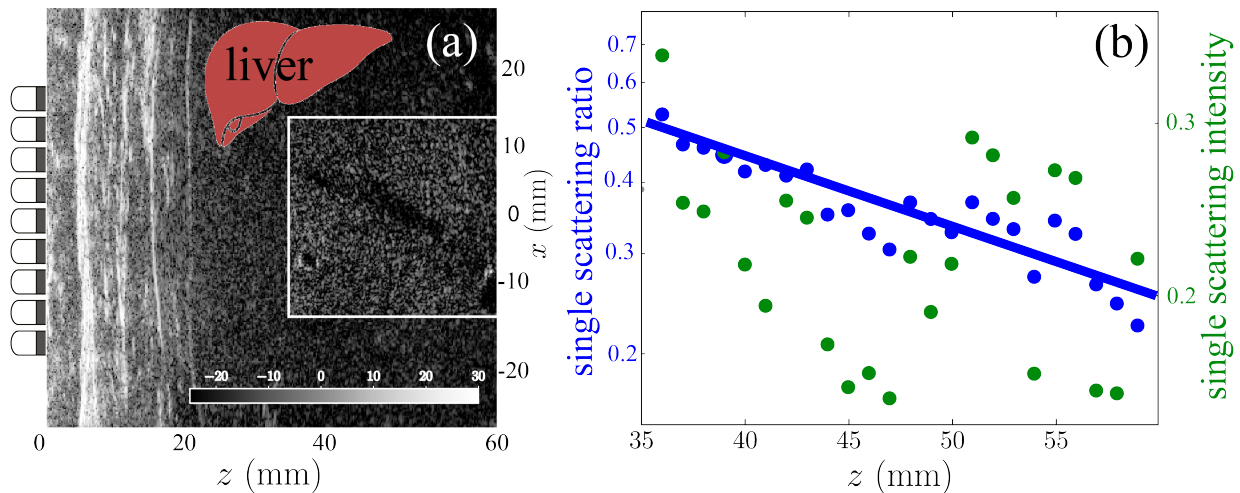 (a)
liver
20
10
0
-10
-20
x (mm)
−20 −10 0 10 20 30
0 20 40 60
z (mm)
(b)
0.7
0.6
0.5
0.4
0.3
0.2
single scattering ratio
0.3
0.2
single scattering intensity
35 40 45 50 55
z (mm)